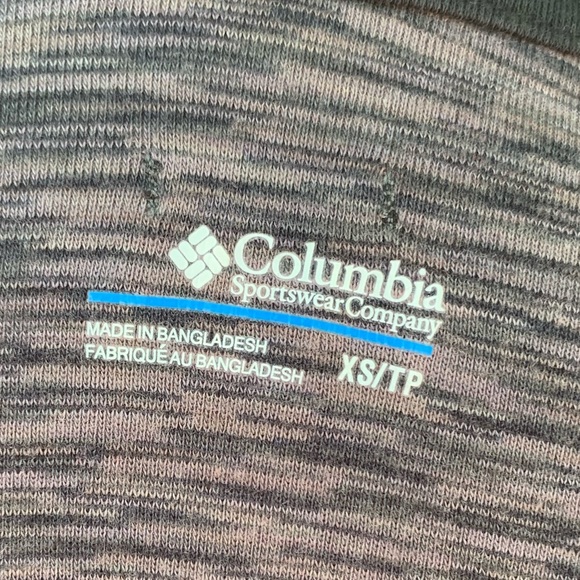 Columbia
Sportswear Company
MADE IN BANGLADESH
FABRIQUÉ AU BANGLADESH
XS/TP